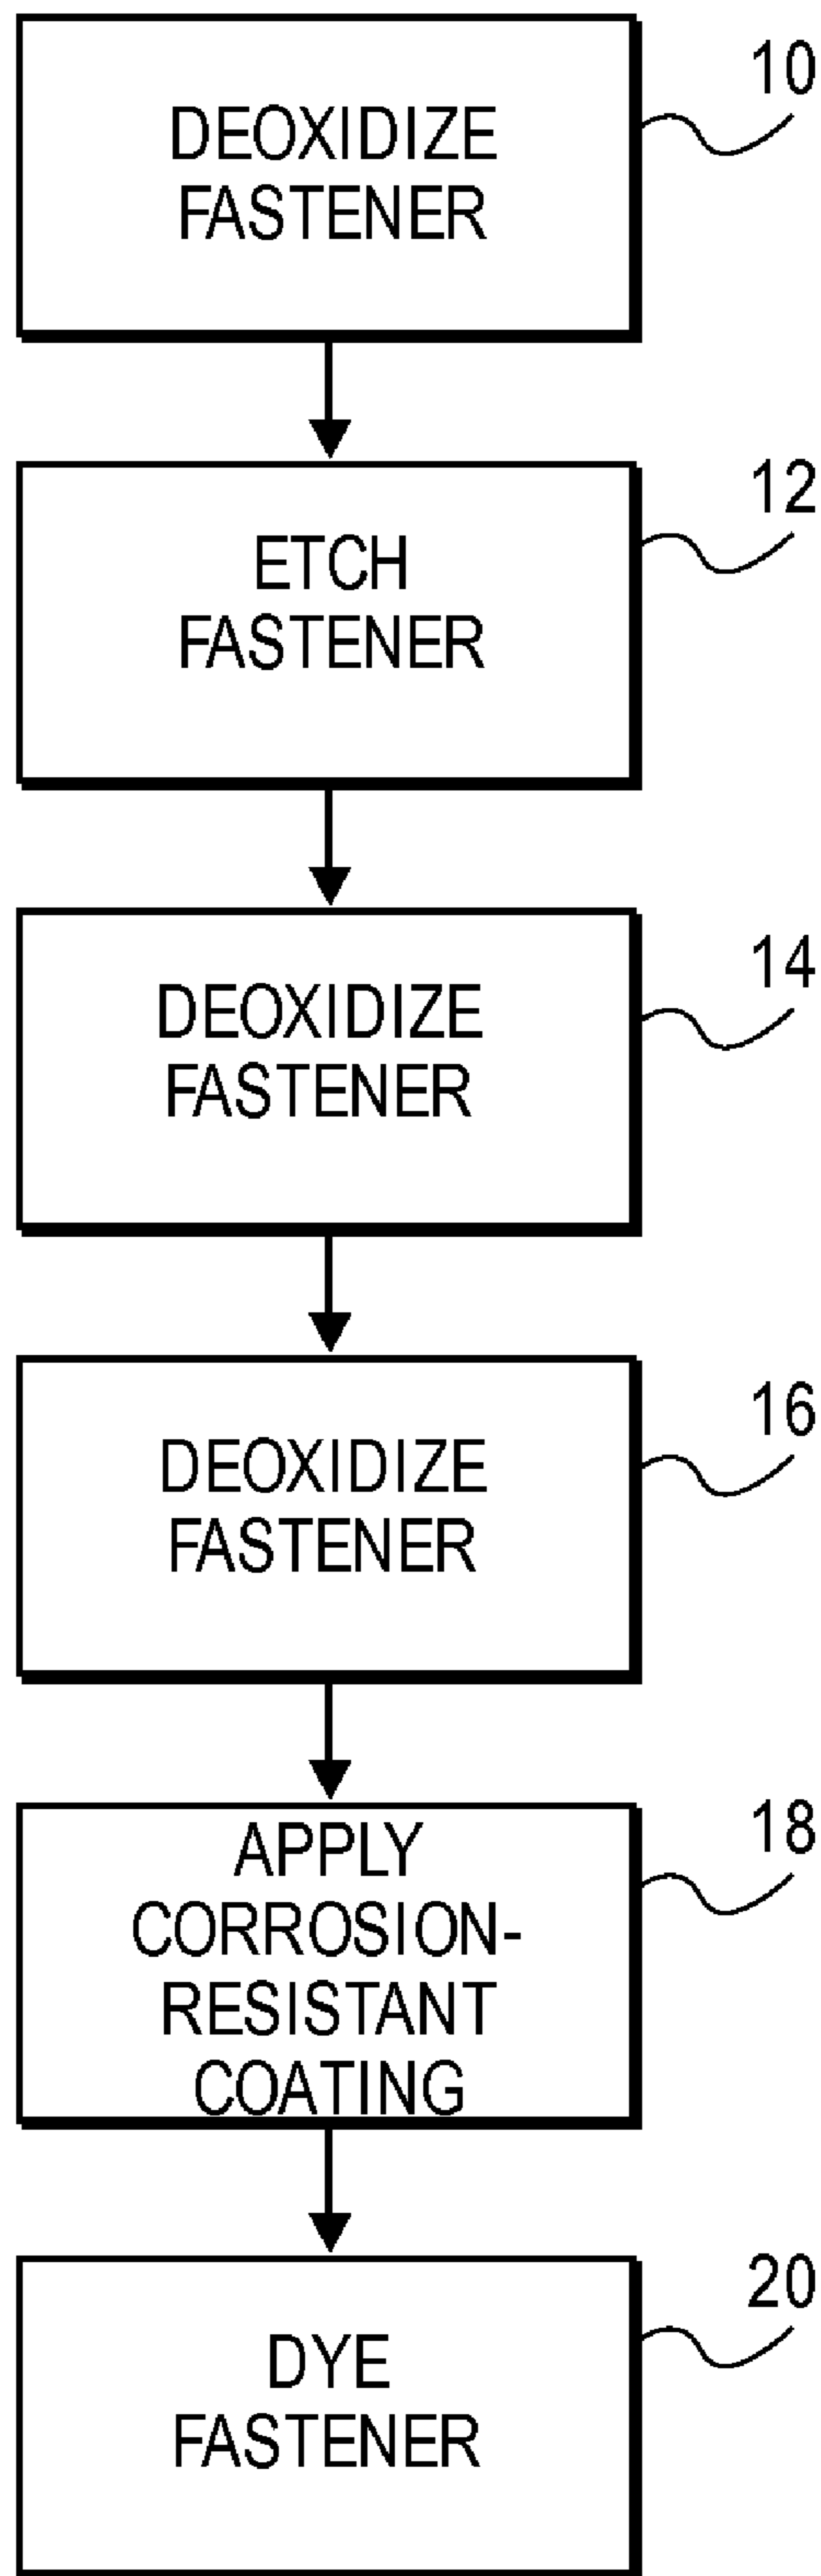 10
DEOXIDIZE
FASTENER
12
ETCH
FASTENER
14
DEOXIDIZE
FASTENER
16
DEOXIDIZE
FASTENER
18
APPLY
CORROSION-
RESISTANT
COATING
20
DYE
FASTENER